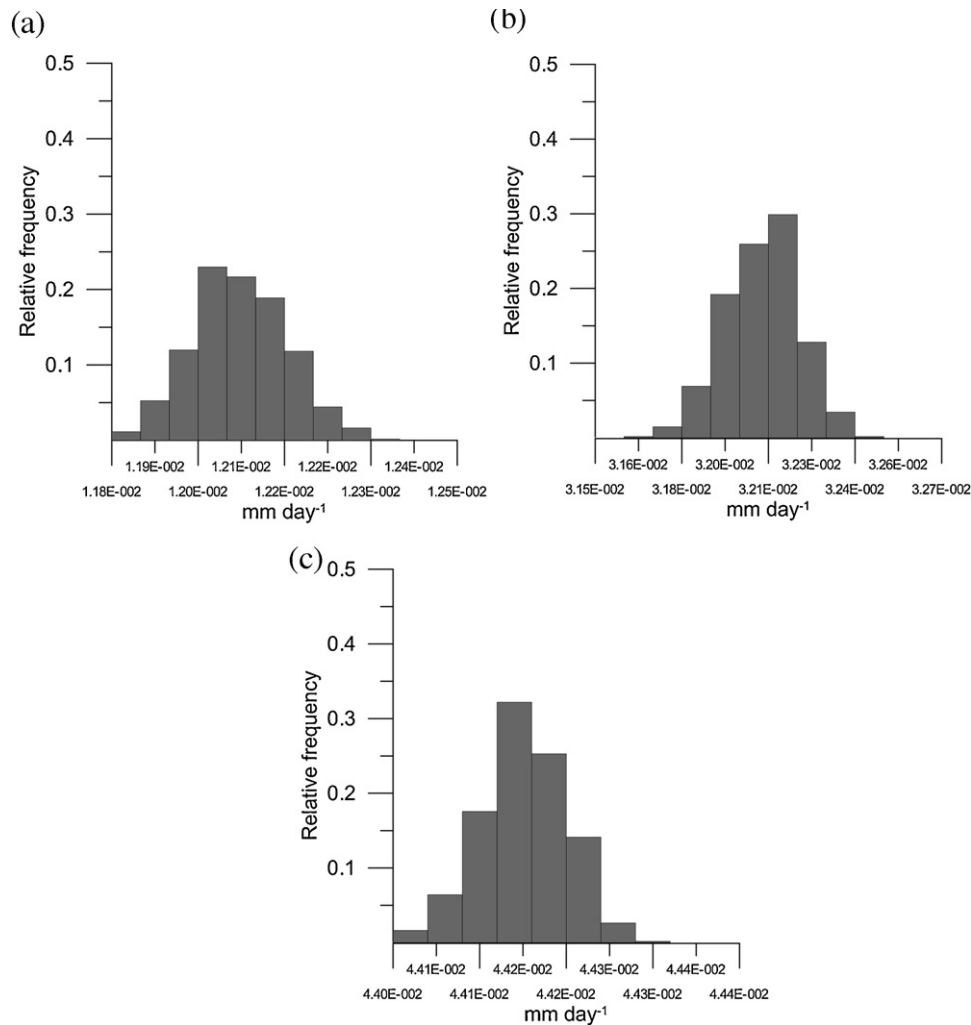 (a)
0.5
0.4
0.3
0.2
0.1
Relative frequency
1.19E-002 1.21E-002 1.22E-002 1.24E-002
1.18E-002 1.20E-002 1.22E-002 1.23E-002 1.25E-002
mm day-1
(b)
0.5
0.4
0.3
0.2
0.1
Relative frequency
3.16E-002 3.20E-002 3.23E-002 3.26E-002
3.15E-002 3.18E-002 3.21E-002 3.24E-002 3.27E-002
mm day-1
(c)
0.5
0.4
0.3
0.2
0.1
Relative frequency
4.41E-002 4.42E-002 4.43E-002 4.44E-002
4.40E-002 4.41E-002 4.42E-002 4.43E-002 4.44E-002
mm day-1